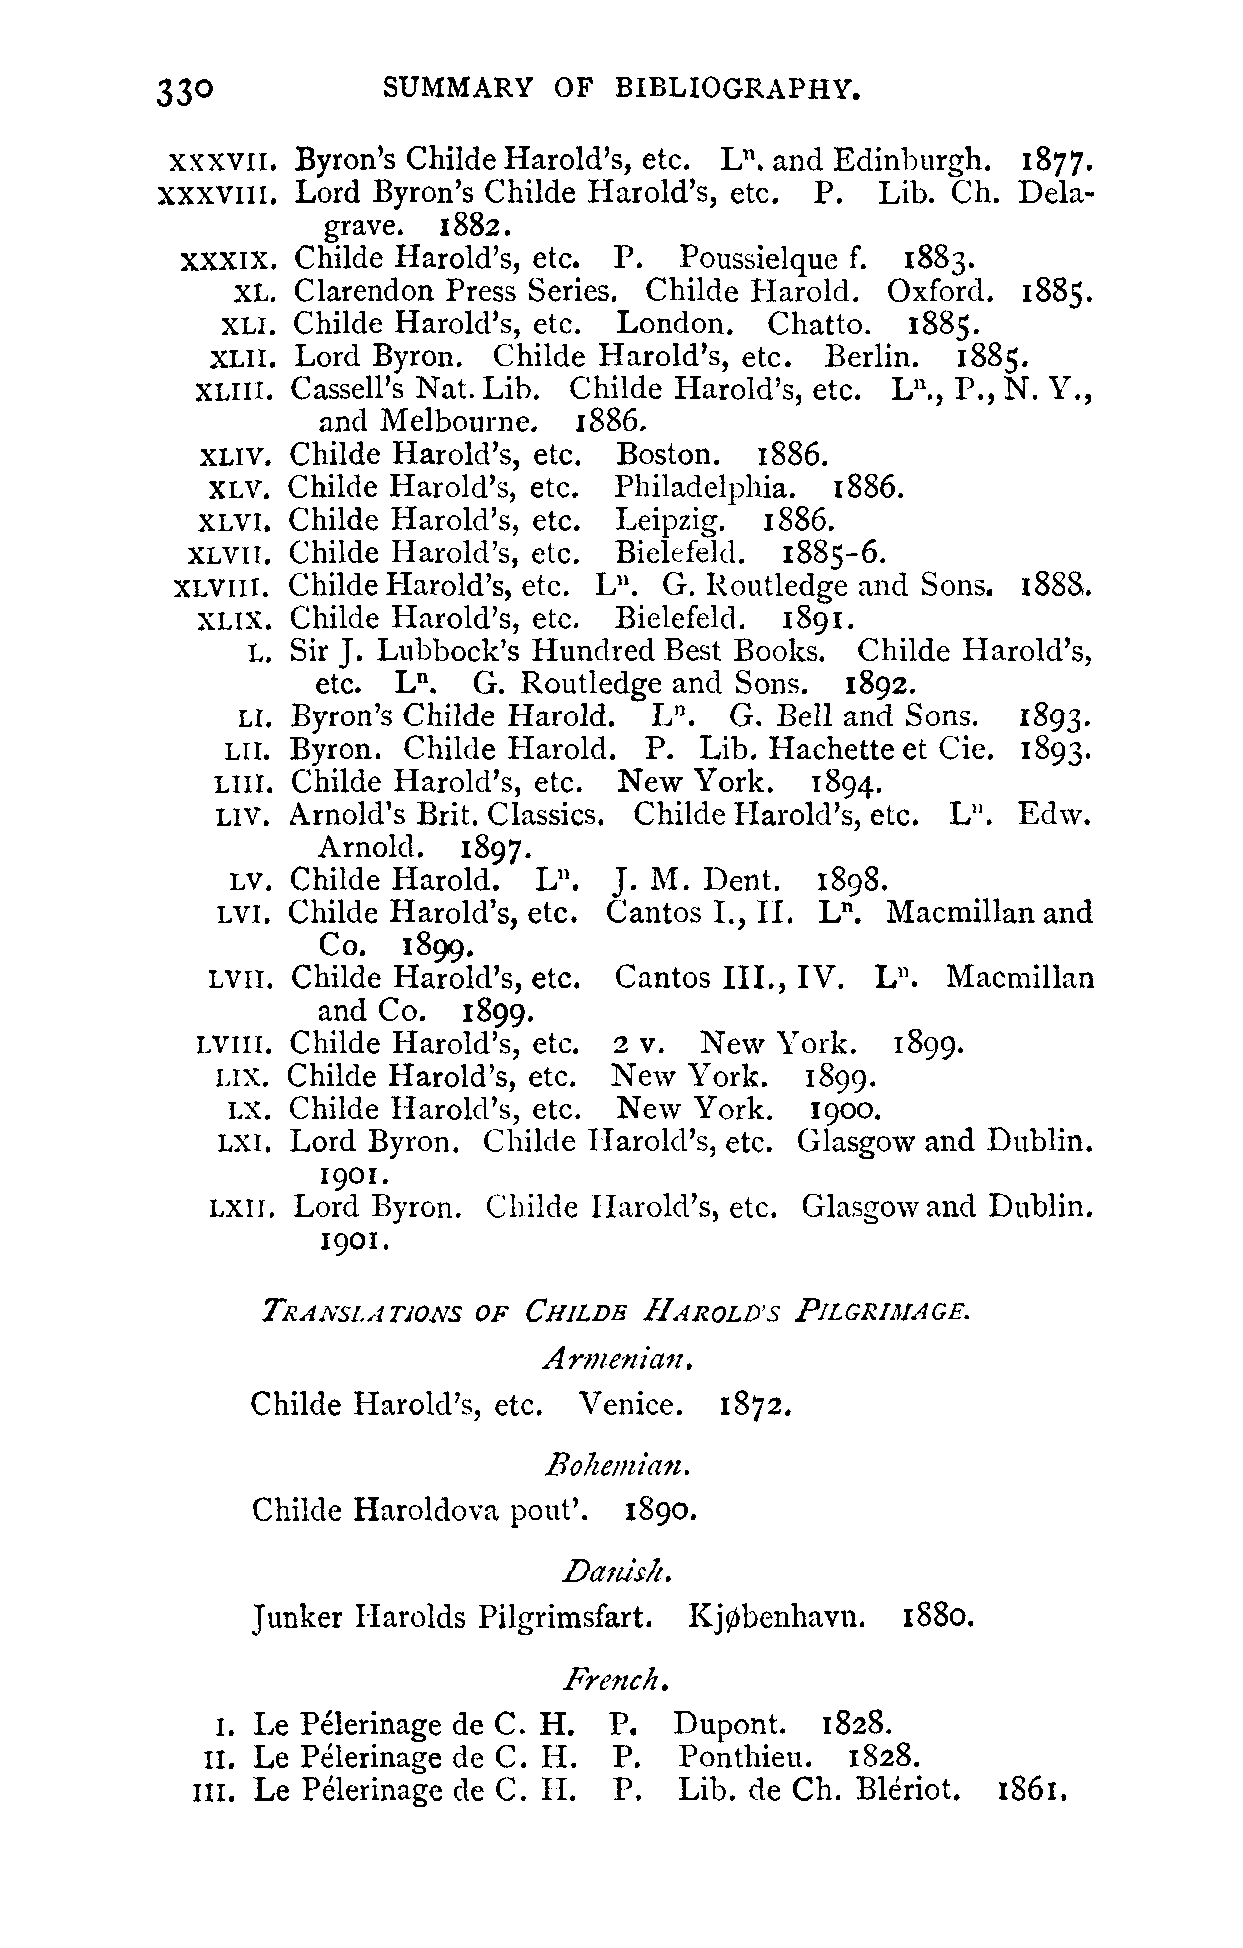 330 SUMMARY OF BIBLIOGRAPHY.
XXXVII. Byron's Childe Harold's, etc. Lⁿ. and Edinburgh. 1877.
XXXVIII. Lord Byron's Childe Harold's, etc. P. Lib. Ch. Dela-
grave. 1882.
XXXIX. Childe Harold's, etc. P. Poussielque f. 1883.
XL. Clarendon Press Series. Childe Harold. Oxford. 1885.
XLI. Childe Harold's, etc. London. Chatto. 1885.
XLII. Lord Byron. Childe Harold's, etc. Berlin. 1885.
XLIII. Cassell's Nat. Lib. Childe Harold's, etc. Lⁿ., P., N. Y.,
and Melbourne. 1886.
XLIV. Childe Harold's, etc. Boston. 1886.
XLV. Childe Harold's, etc. Philadelphia. 1886.
XLVI. Childe Harold's, etc. Leipzig. 1886.
XLVII. Childe Harold's, etc. Bielefeld. 1885-6.
XLVIII. Childe Harold's, etc. Lⁿ. G. Routledge and Sons. 1888.
XLIX. Childe Harold's, etc. Bielefeld. 1891.
L. Sir J. Lubbock's Hundred Best Books. Childe Harold's,
etc. Lⁿ. G. Routledge and Sons. 1892.
LI. Byron's Childe Harold. Lⁿ. G. Bell and Sons. 1893.
LII. Byron. Childe Harold. P. Lib. Hachette et Cie. 1893.
LIII. Childe Harold's, etc. New York. 1894.
LIV. Arnold's Brit. Classics. Childe Harold's, etc. Lⁿ. Edw.
Arnold. 1897.
LV. Childe Harold. Lⁿ. J. M. Dent. 1898.
LVI. Childe Harold's, etc. Cantos I., II. Lⁿ. Macmillan and
Co. 1899.
LVII. Childe Harold's, etc. Cantos III., IV. Lⁿ. Macmillan
and Co. 1899.
LVIII. Childe Harold's, etc. 2 v. New York. 1899.
LIX. Childe Harold's, etc. New York. 1899.
LX. Childe Harold's, etc. New York. 1900.
LXI. Lord Byron. Childe Harold's, etc. Glasgow and Dublin.
1901.
LXII. Lord Byron. Childe Harold's, etc. Glasgow and Dublin.
1901.
TRANSLATIONS OF CHILDE HAROLD'S PILGRIMAGE.
Armenian.
Childe Harold's, etc. Venice. 1872.
Bohemian.
Childe Haroldova pout'. 1890.
Danish.
Junker Harolds Pilgrimsfart. Kjøbenhavn. 1880.
French.
I. Le Pélerinage de C. H. P. Dupont. 1828.
II. Le Pélerinage de C. H. P. Ponthieu. 1828.
III. Le Pélerinage de C. H. P. Lib. de Ch. Blériot. 1861.